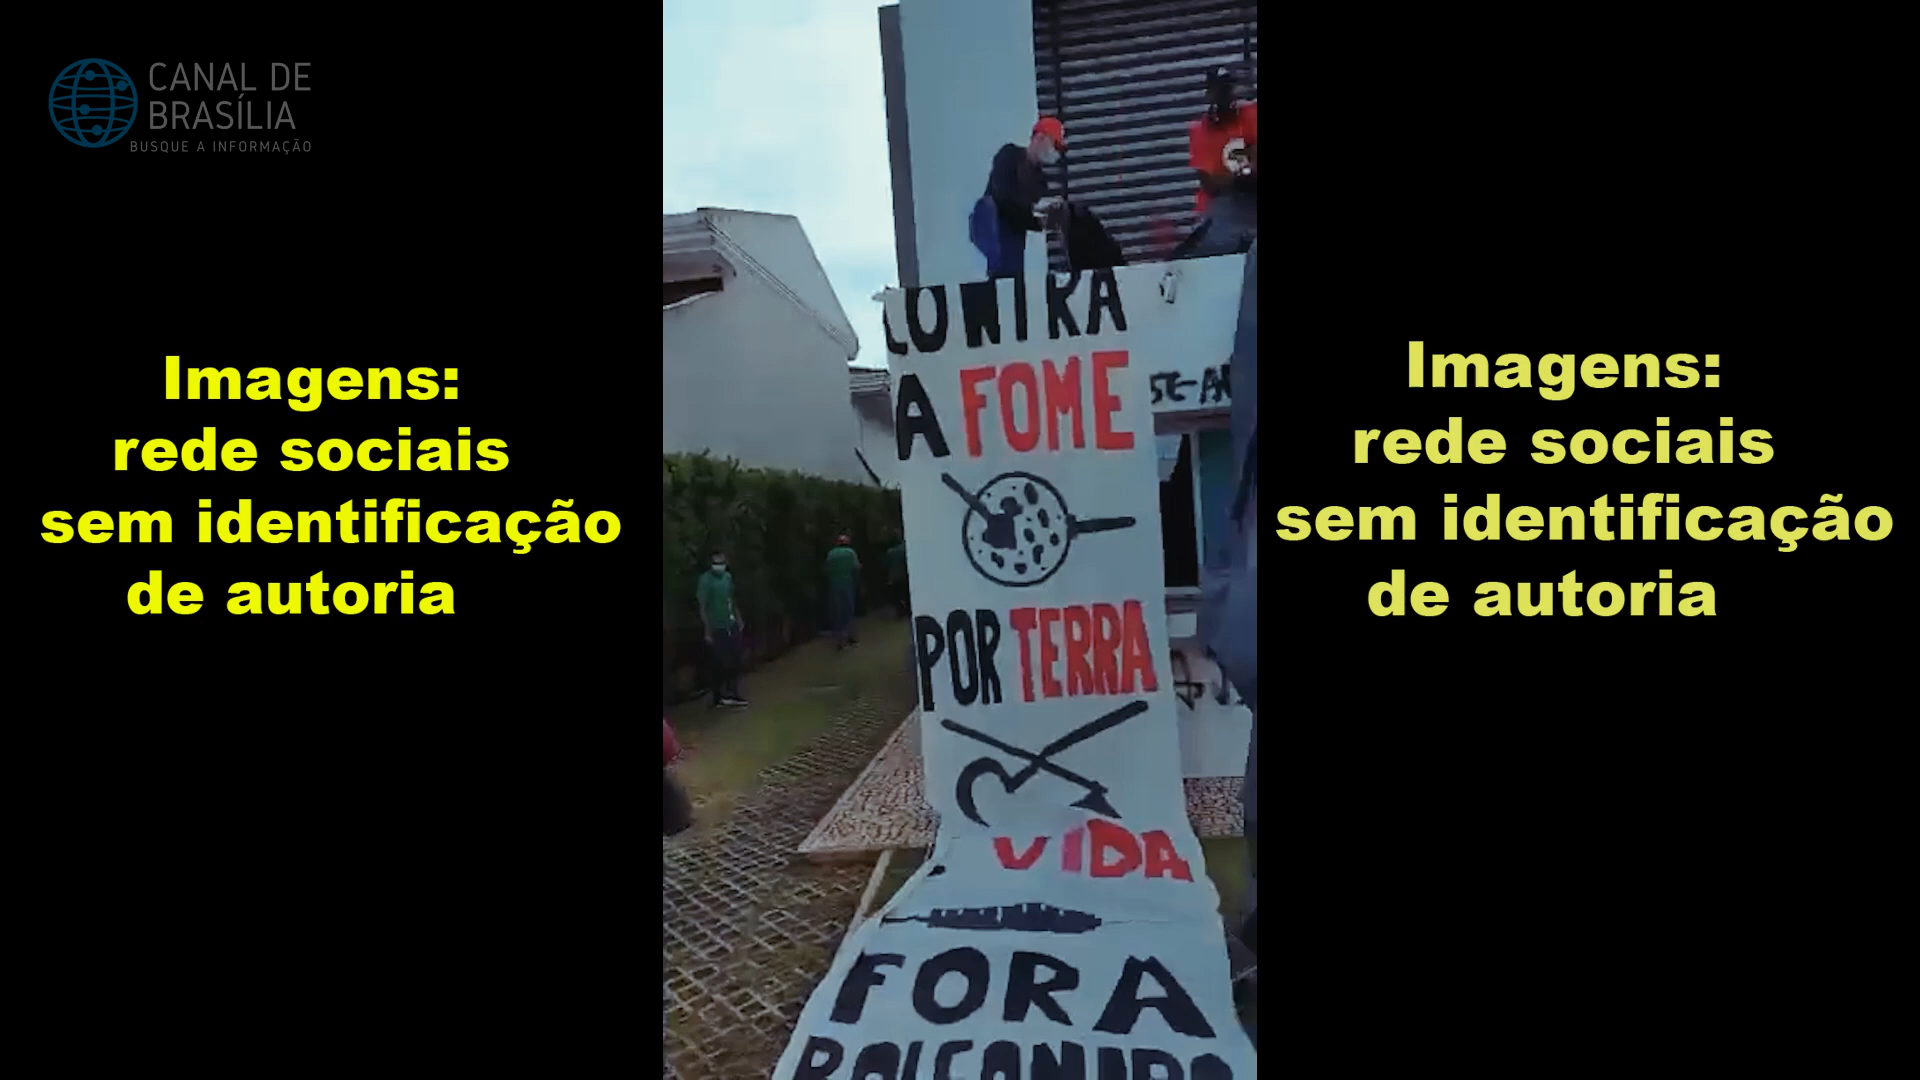 CANAL DE
BRASÍLIA
BUSQUE A INFORMAÇÃO
Imagens:
rede sociais
sem identificação
de autoria
CONTRA
A FOME
POR TERRA
VIDA
FORA
BOLSONARO
Imagens:
rede sociais
sem identificação
de autoria